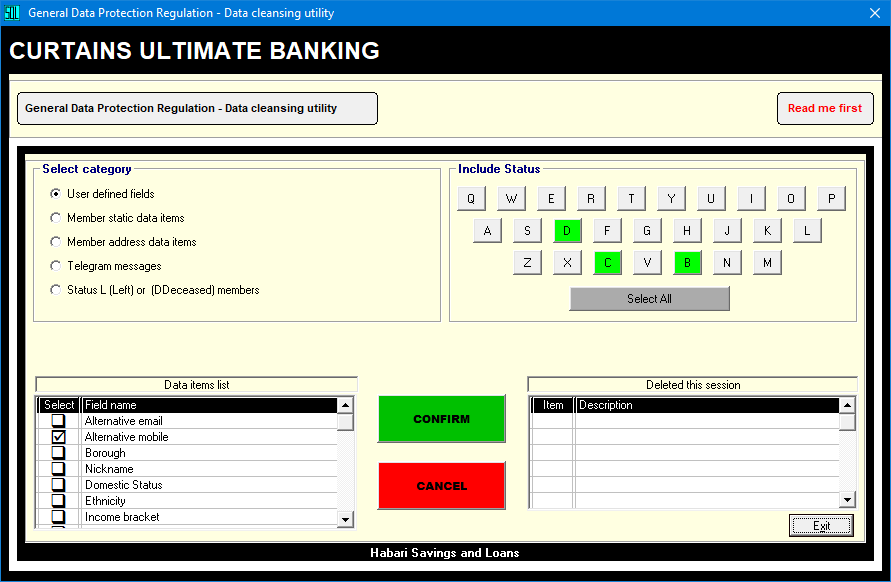 General Data Protection Regulation - Data cleansing utility
CURTAINS ULTIMATE BANKING
General Data Protection Regulation - Data cleansing utility
Read me first
Select category
User defined fields
Member static data items
Member address data items
Telegram messages
Status L (Left) or (DDeceased) members
Include Status
Q W E R T Y U I O P
A S D F G H J K L
Z X C V B N M
Select All
Data items list
Select Field name
Alternative email
Alternative mobile
Borough
Nickname
Domestic Status
Ethnicity
Income bracket
CONFIRM
CANCEL
Deleted this session
Item Description
Exit
Habari Savings and Loans